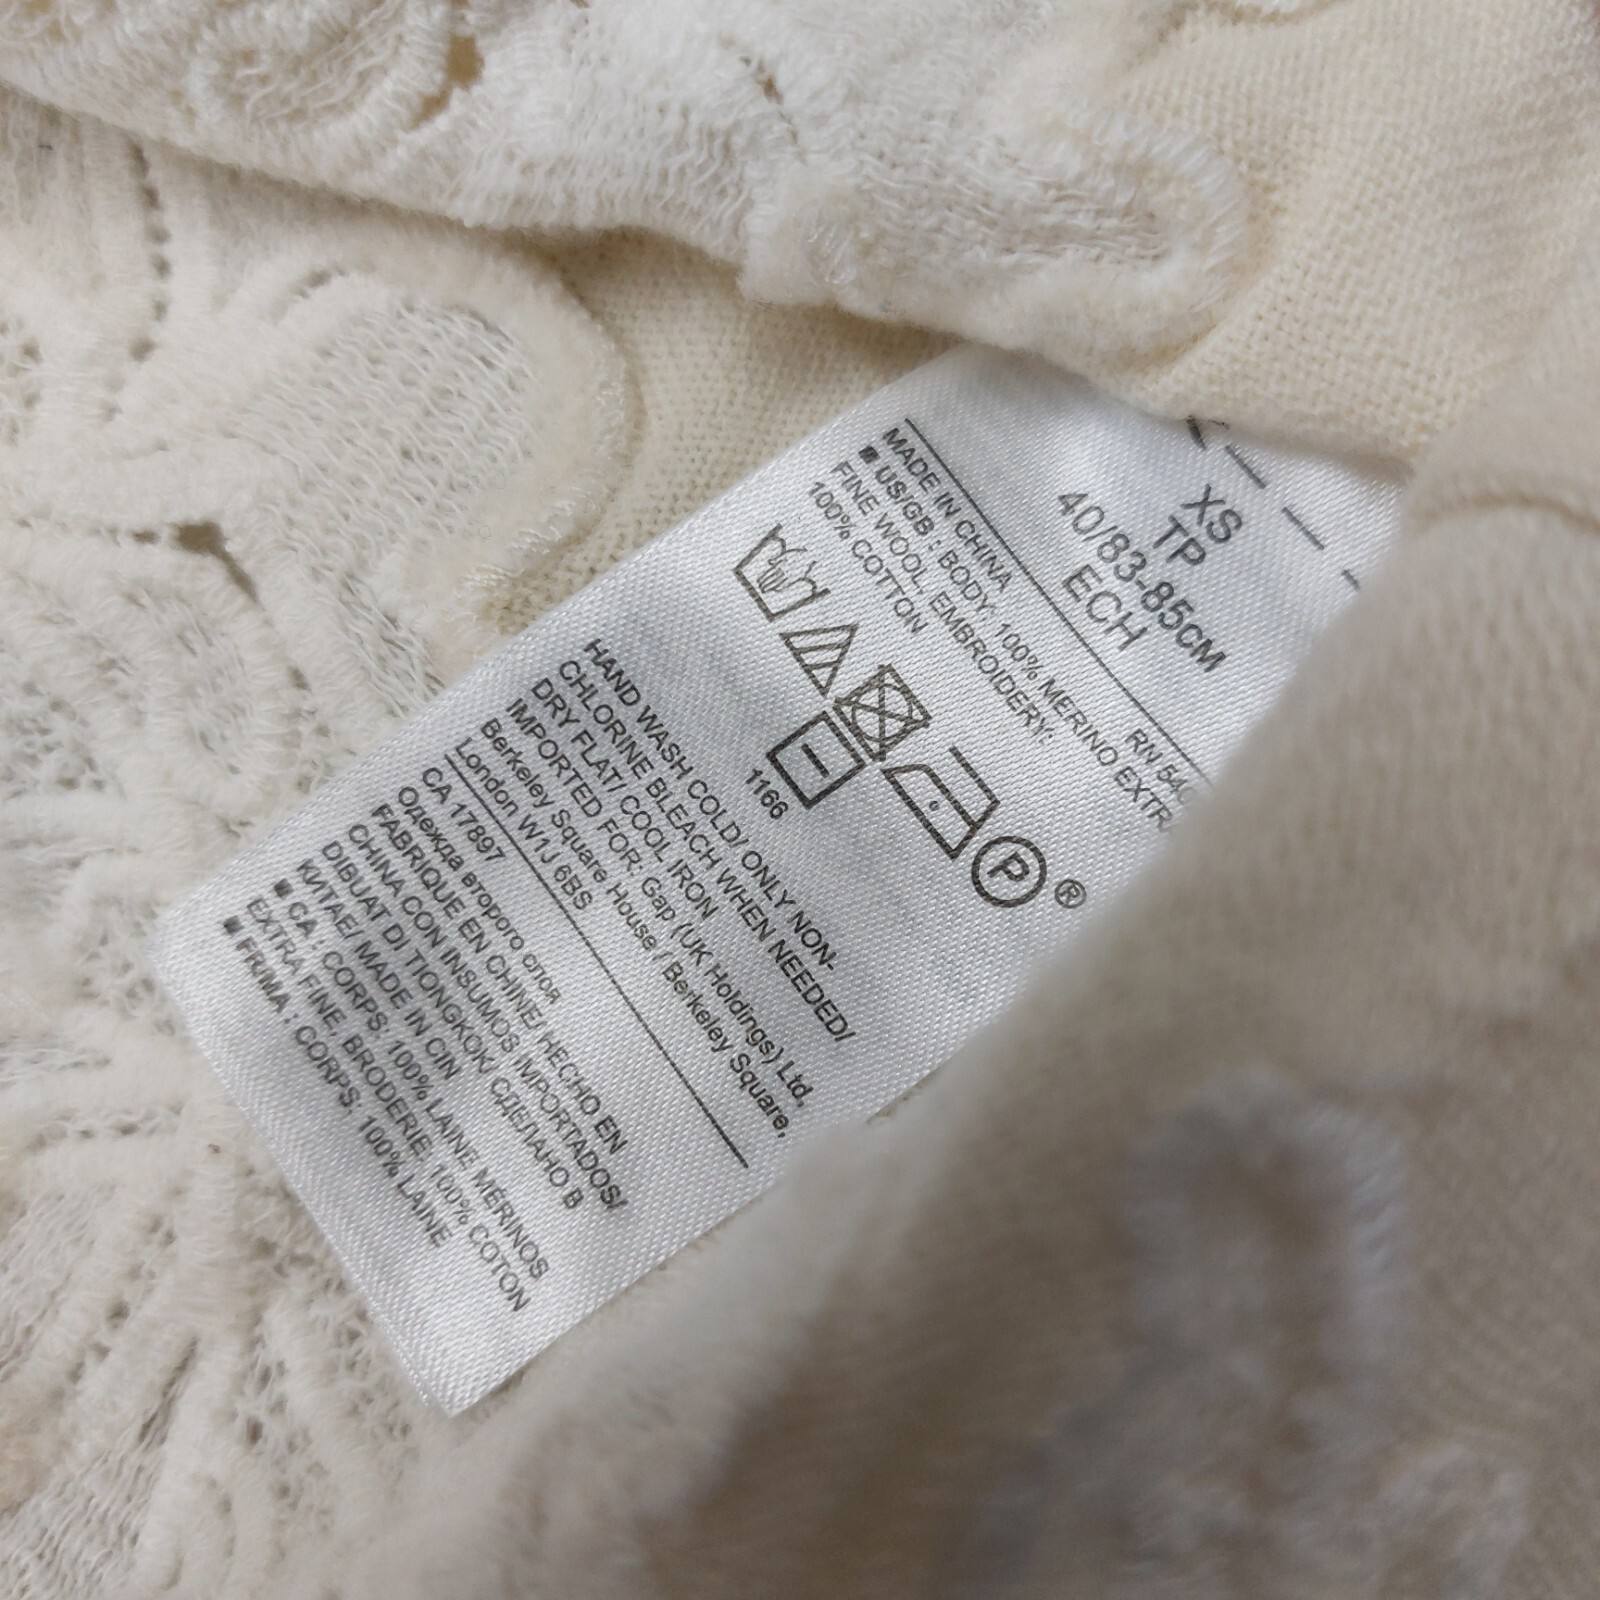 XS
TP
40/83-85CM
ECH
RN 54
MADE IN CHINA
■ US/GB : BODY: 100% MERINO EXTRA
FINE WOOL, EMBROIDERY:
100% COTTON
P ®
1166
HAND WASH COLD/ ONLY NON-
CHLORINE BLEACH WHEN NEEDED/
DRY FLAT/ COOL IRON
IMPORTED FOR: Gap (UK Holdings) Ltd,
Berkeley Square House / Berkeley Square,
London W1J 6BS
CA 17897
Одежда второго слоя
FABRIQUE EN CHINE/ HECHO EN
CHINA CON INSUMOS IMPORTADOS/
DIBUAT DI TIONGKOK/ СДЕЛАНО В
КИТАЕ/ MADE IN CIN
■ CA : CORPS: 100% LAINE MERINOS
EXTRA FINE, BRODERIE: 100% COTON
■ FR/MA : CORPS: 100% LAINE